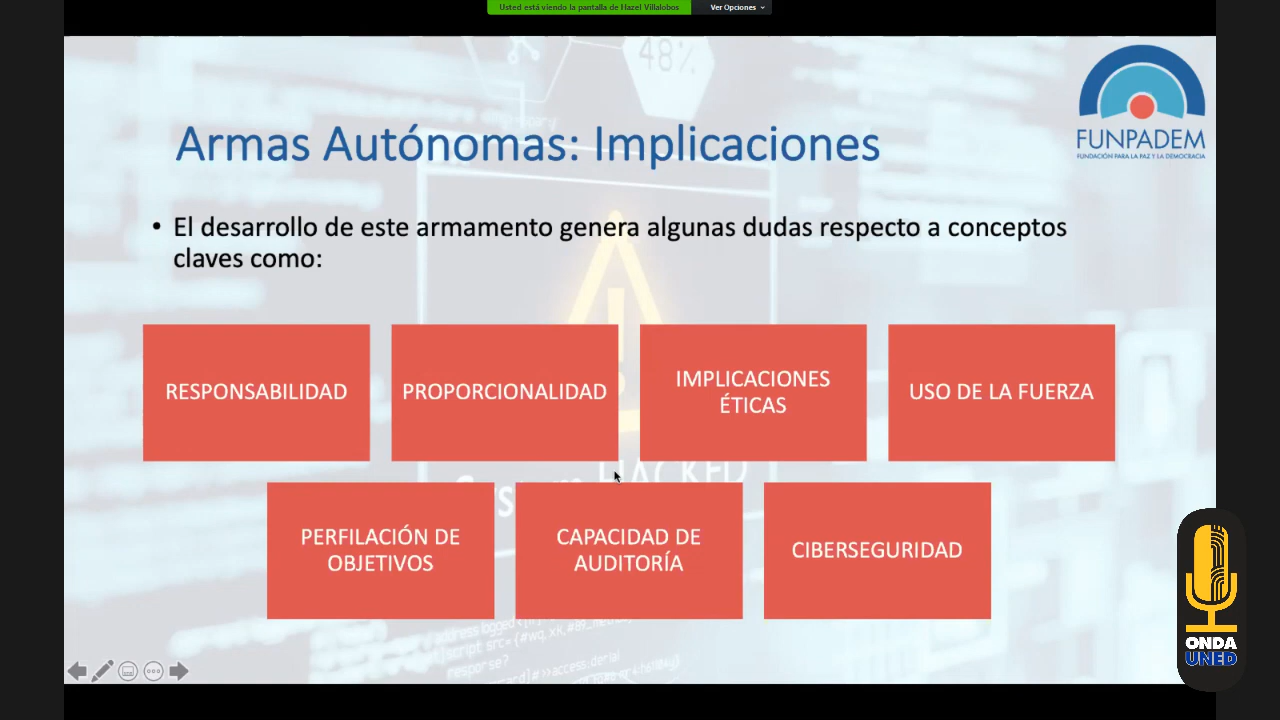 Usted está viendo la pantalla de Hazel Villalobos
Ver Opciones
48%
FUNPADEM
FUNDACIÓN PARA LA PAZ Y LA DEMOCRACIA
Armas Autónomas: Implicaciones
• El desarrollo de este armamento genera algunas dudas respecto a conceptos
claves como:
RESPONSABILIDAD
PROPORCIONALIDAD
IMPLICACIONES
ÉTICAS
USO DE LA FUERZA
HACKED
PERFILACIÓN DE
OBJETIVOS
CAPACIDAD DE
AUDITORÍA
CIBERSEGURIDAD
ONDA
UNED